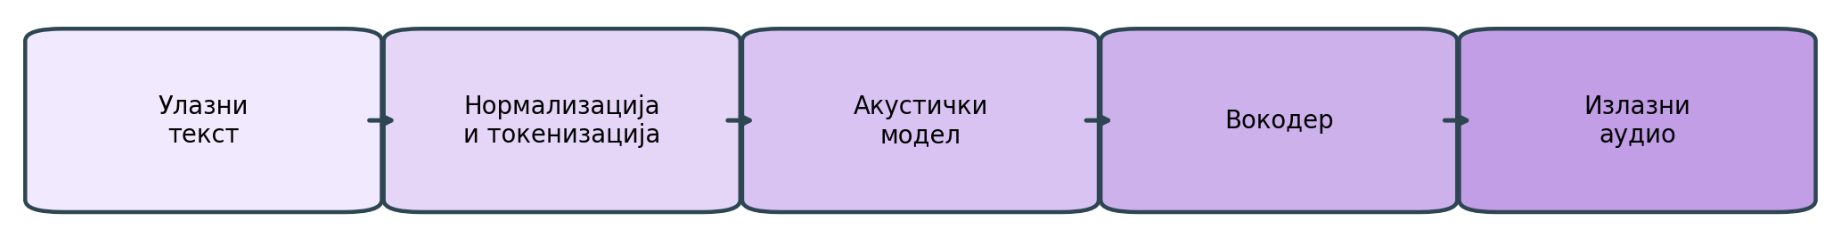 Улазни
текст
Нормализација
и токенизација
Акустички
модел
Вокодер
Излазни
аудио